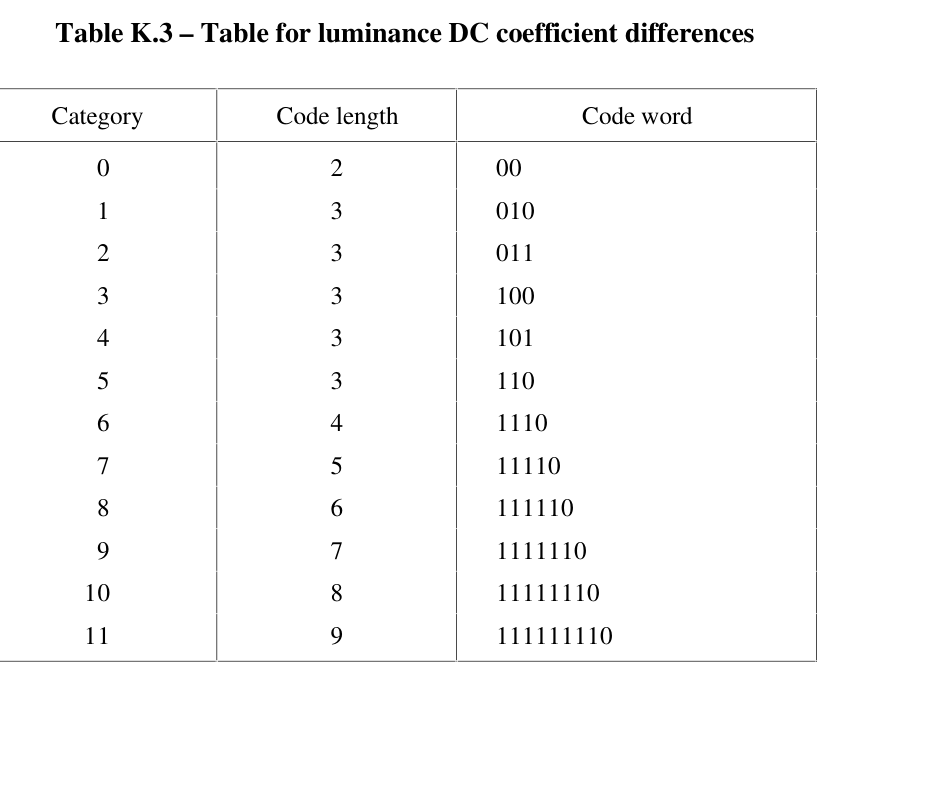 Table K.3 – Table for luminance DC coefficient differences
Category Code length Code word
0 2 00
1 3 010
2 3 011
3 3 100
4 3 101
5 3 110
6 4 1110
7 5 11110
8 6 111110
9 7 1111110
10 8 11111110
11 9 111111110